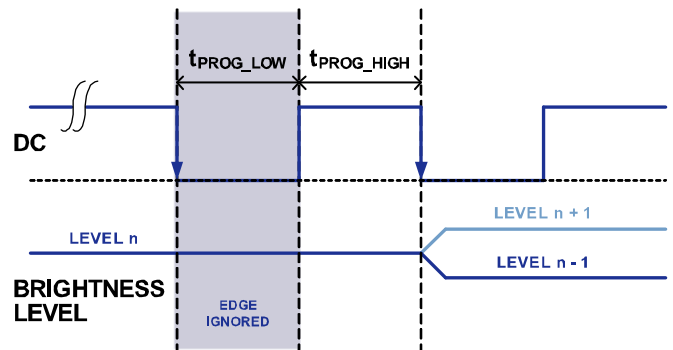 tPROG_LOW
tPROG_HIGH
DC
LEVEL n + 1
LEVEL n
LEVEL n - 1
BRIGHTNESS
LEVEL
EDGE
IGNORED